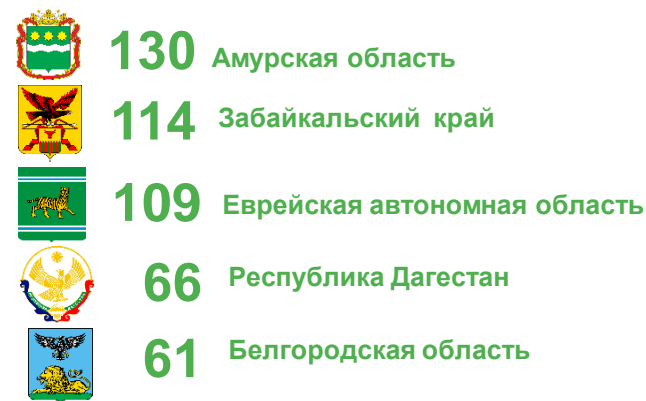 130 Амурская область
114 Забайкальский край
109 Еврейская автономная область
66 Республика Дагестан
61 Белгородская область